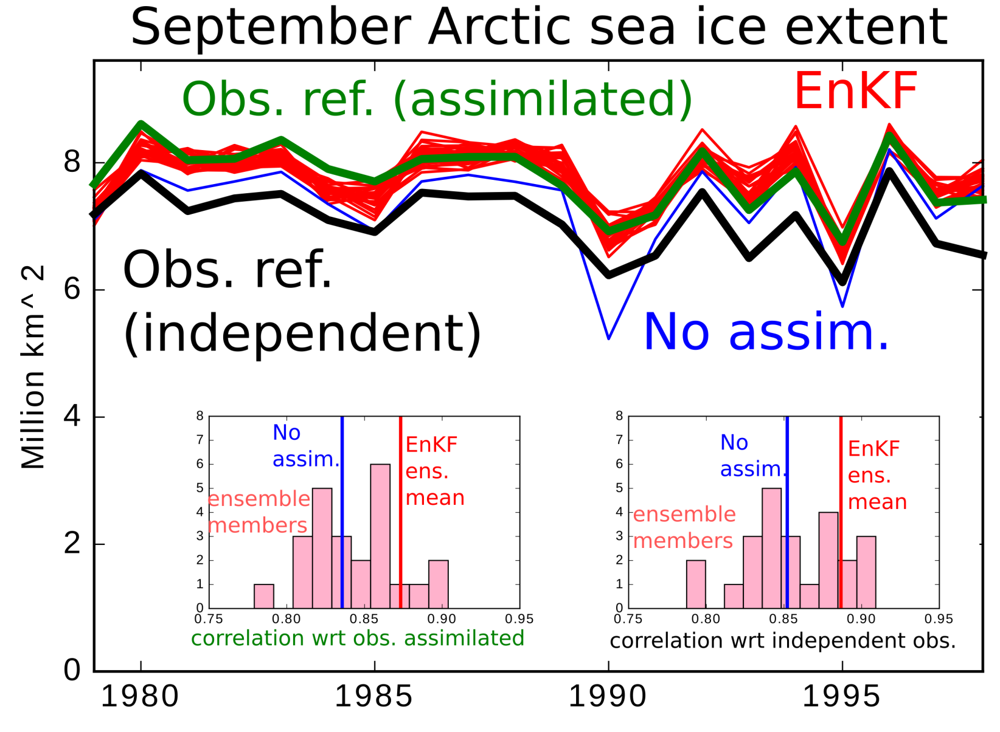 September Arctic sea ice extent
Obs. ref. (assimilated)
EnKF
8
Obs. ref.
(independent)
6
No assim.
Million km^ 2
4
2
0
1980
1985
1990
1995
8
7
6
5
4
3
2
1
0
No
assim.
EnKF
ens.
mean
ensemble
members
0.75
0.80
0.85
0.90
0.95
correlation wrt obs. assimilated
8
7
6
5
4
3
2
1
0
No
assim.
EnKF
ens.
mean
ensemble
members
0.75
0.80
0.85
0.90
0.95
correlation wrt independent obs.